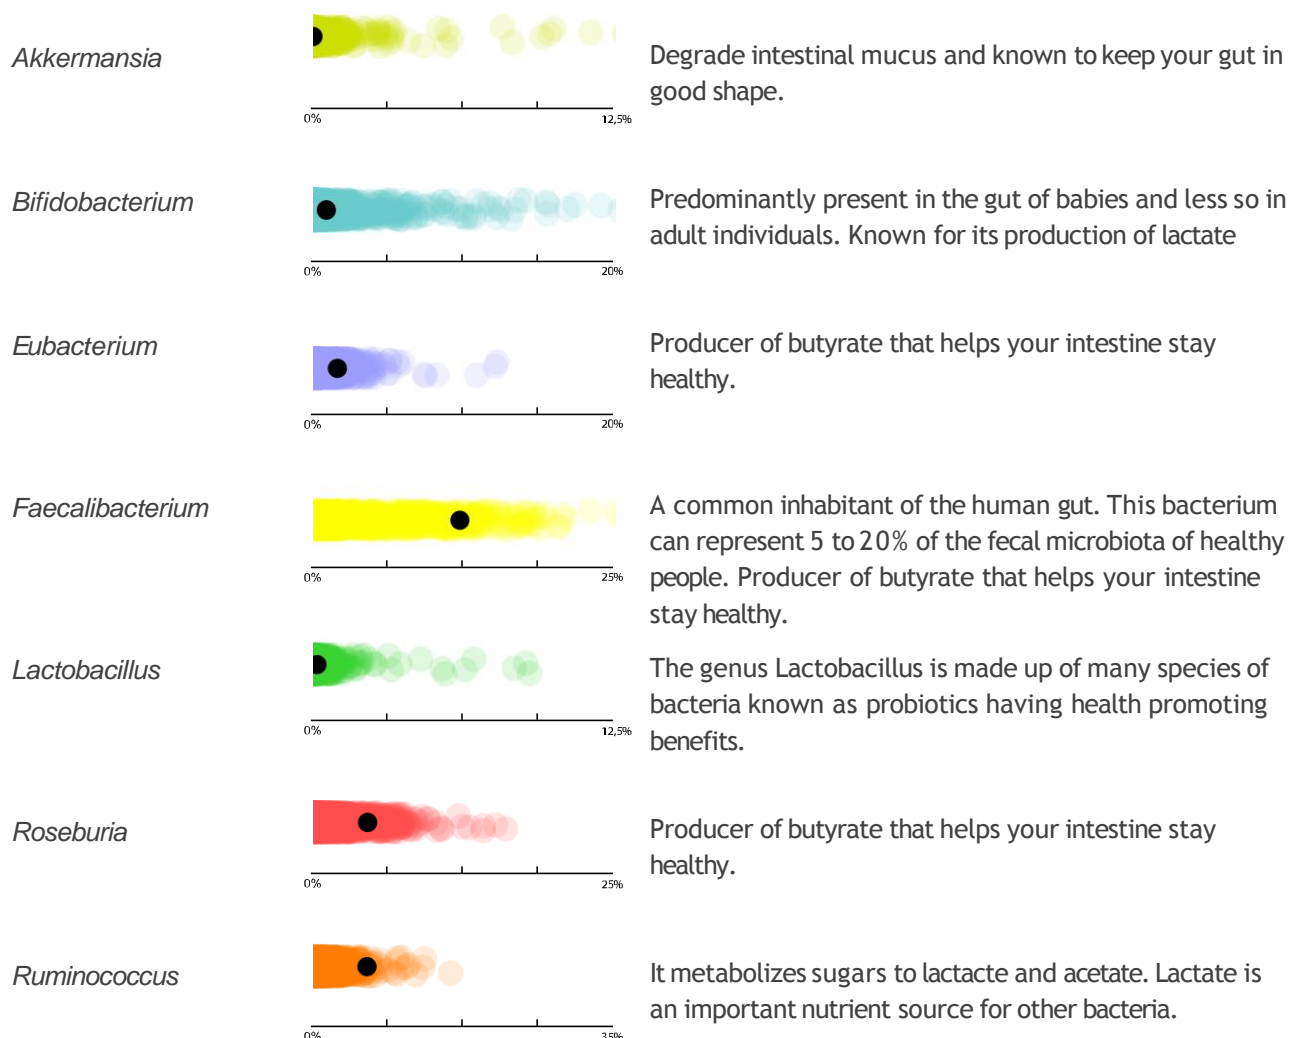 Akkermansia
0%
12,5%
Degrade intestinal mucus and known to keep your gut in
good shape.
Bifidobacterium
0%
20%
Predominantly present in the gut of babies and less so in
adult individuals. Known for its production of lactate
Eubacterium
0%
20%
Producer of butyrate that helps your intestine stay
healthy.
Faecalibacterium
0%
25%
A common inhabitant of the human gut. This bacterium
can represent 5 to 20% of the fecal microbiota of healthy
people. Producer of butyrate that helps your intestine
stay healthy.
Lactobacillus
0%
12,5%
The genus Lactobacillus is made up of many species of
bacteria known as probiotics having health promoting
benefits.
Roseburia
0%
25%
Producer of butyrate that helps your intestine stay
healthy.
Ruminococcus
0%
35%
It metabolizes sugars to lactacte and acetate. Lactate is
an important nutrient source for other bacteria.